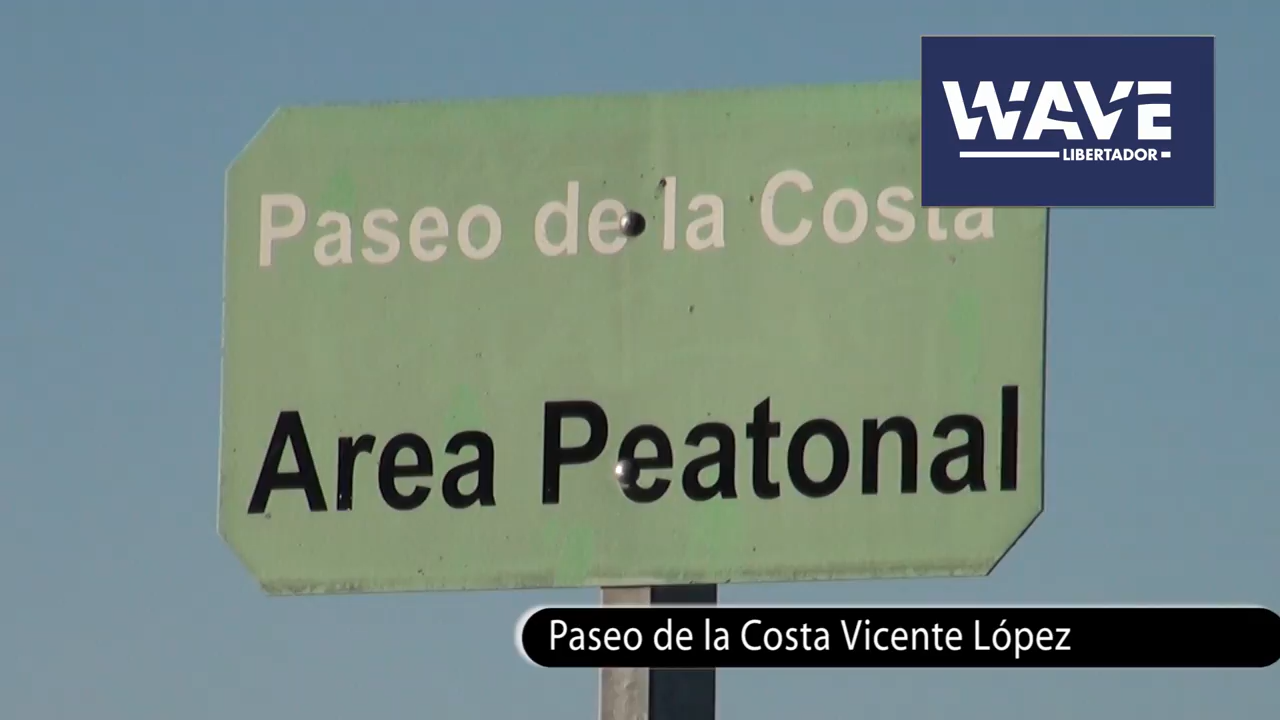 WAVE
LIBERTADOR
Paseo de la Costa
Area Peatonal
Paseo de la Costa Vicente López